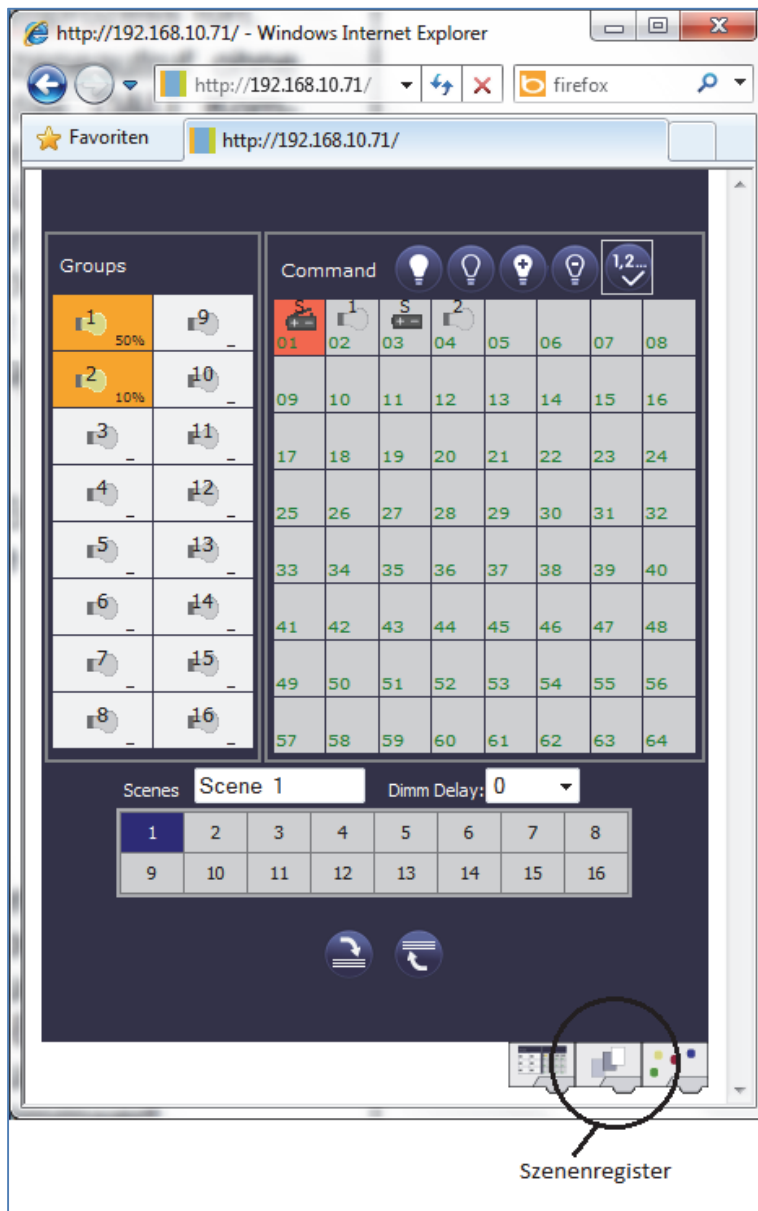 http://192.168.10.71/ - Windows Internet Explorer
http://192.168.10.71/ firefox
Favoriten http://192.168.10.71/
Groups Command 1,2...
1 50% 9 _ S 01 1 02 S 03 2 04 05 06 07 08
2 10% 10 _ 09 10 11 12 13 14 15 16
3 _ 11 _ 17 18 19 20 21 22 23 24
4 _ 12 _ 25 26 27 28 29 30 31 32
5 _ 13 _ 33 34 35 36 37 38 39 40
6 _ 14 _ 41 42 43 44 45 46 47 48
7 _ 15 _ 49 50 51 52 53 54 55 56
8 _ 16 _ 57 58 59 60 61 62 63 64
Scenes Scene 1 Dimm Delay: 0
1 2 3 4 5 6 7 8
9 10 11 12 13 14 15 16
Szenenregister